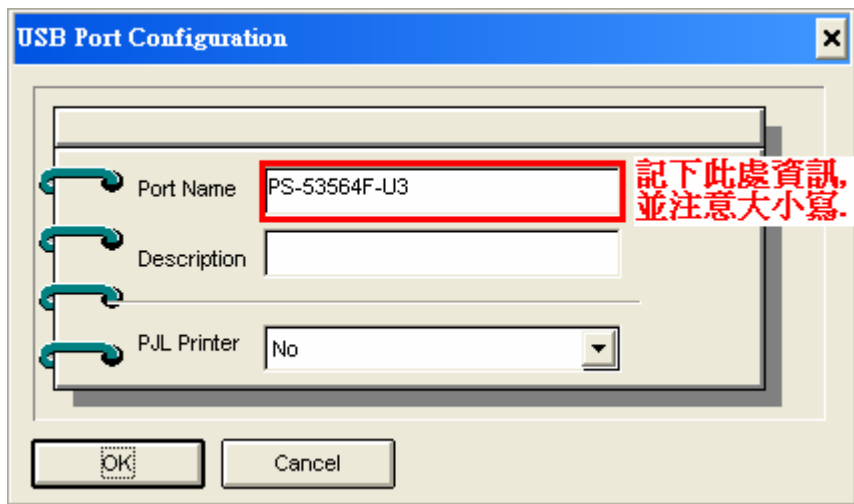 USB Port Configuration
Port Name
PS-53564F-U3
記下此處資訊,
並注意大小寫.
Description
PJL Printer
No
OK
Cancel